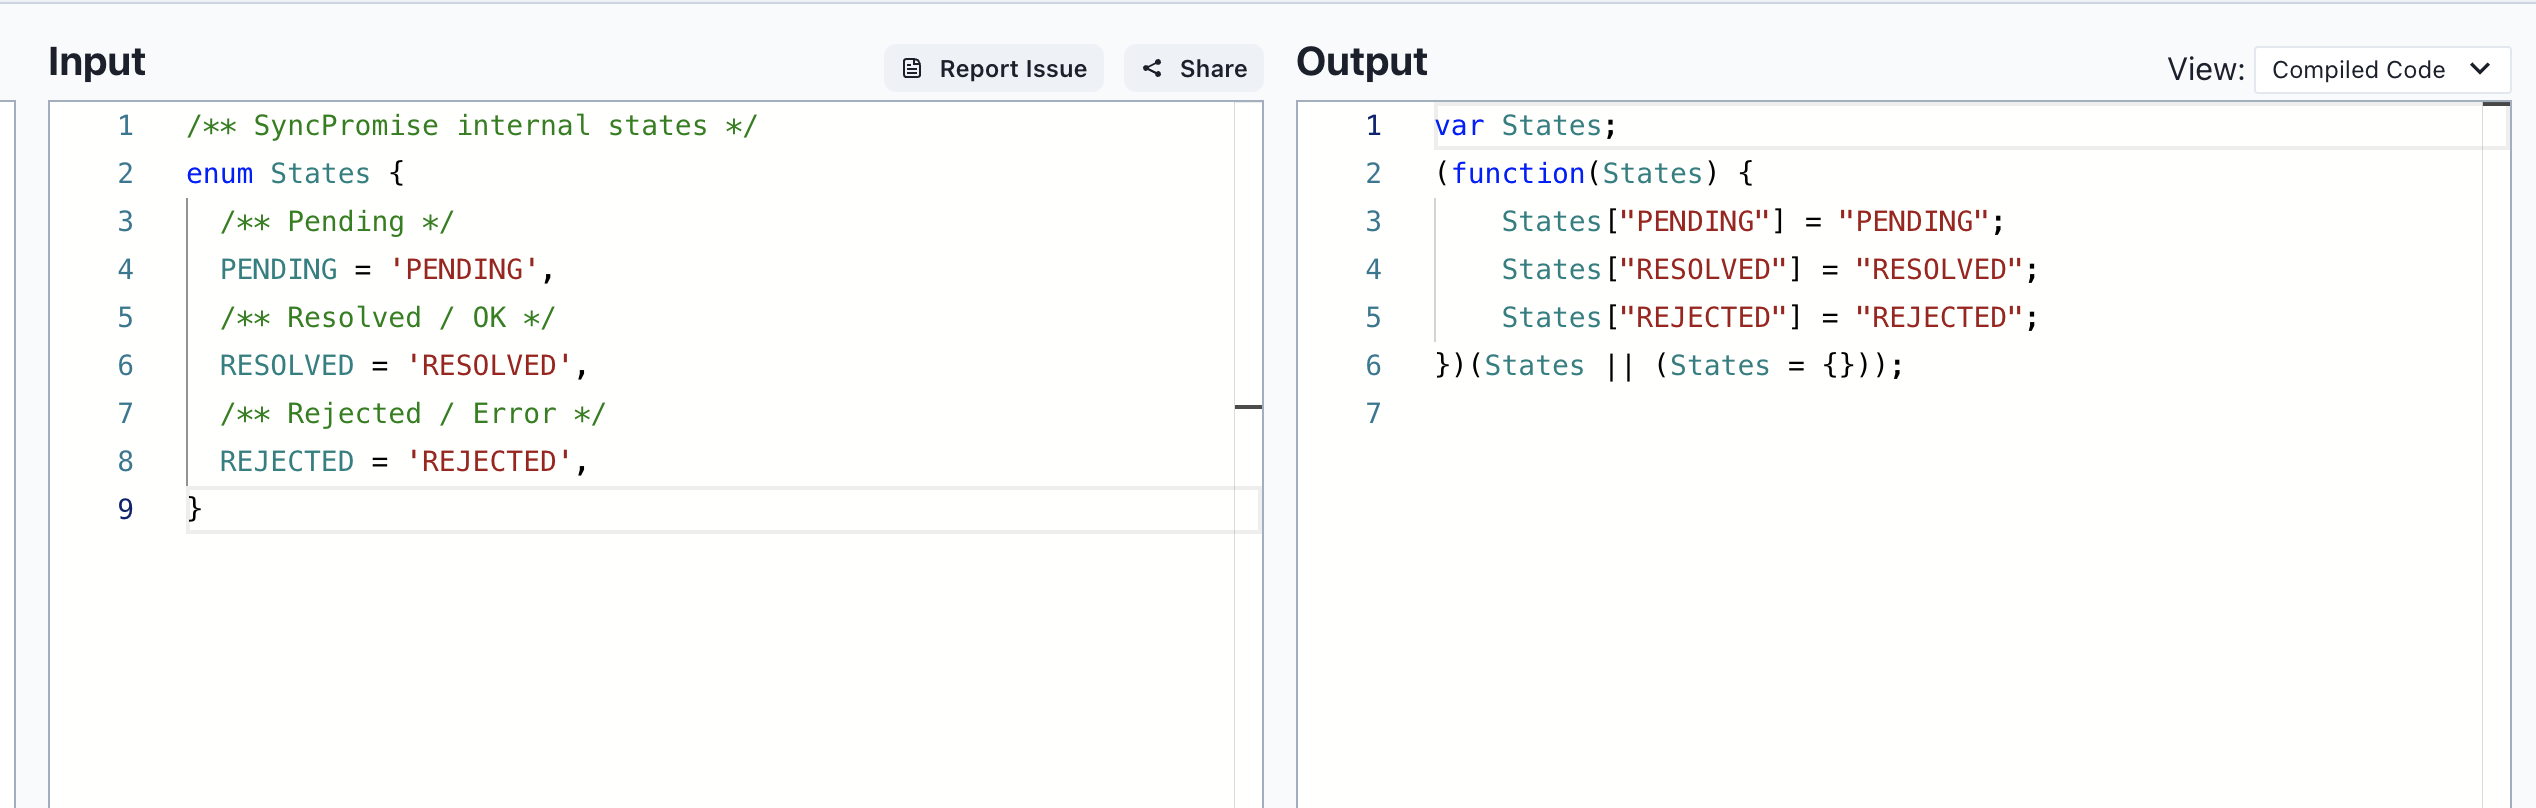 Input
Report Issue
Share
1 /** SyncPromise internal states */
2 enum States {
3   /** Pending */
4   PENDING = 'PENDING',
5   /** Resolved / OK */
6   RESOLVED = 'RESOLVED',
7   /** Rejected / Error */
8   REJECTED = 'REJECTED',
9 }
Output
View: Compiled Code
1 var States;
2 (function(States) {
3     States["PENDING"] = "PENDING";
4     States["RESOLVED"] = "RESOLVED";
5     States["REJECTED"] = "REJECTED";
6 })(States || (States = {}));
7